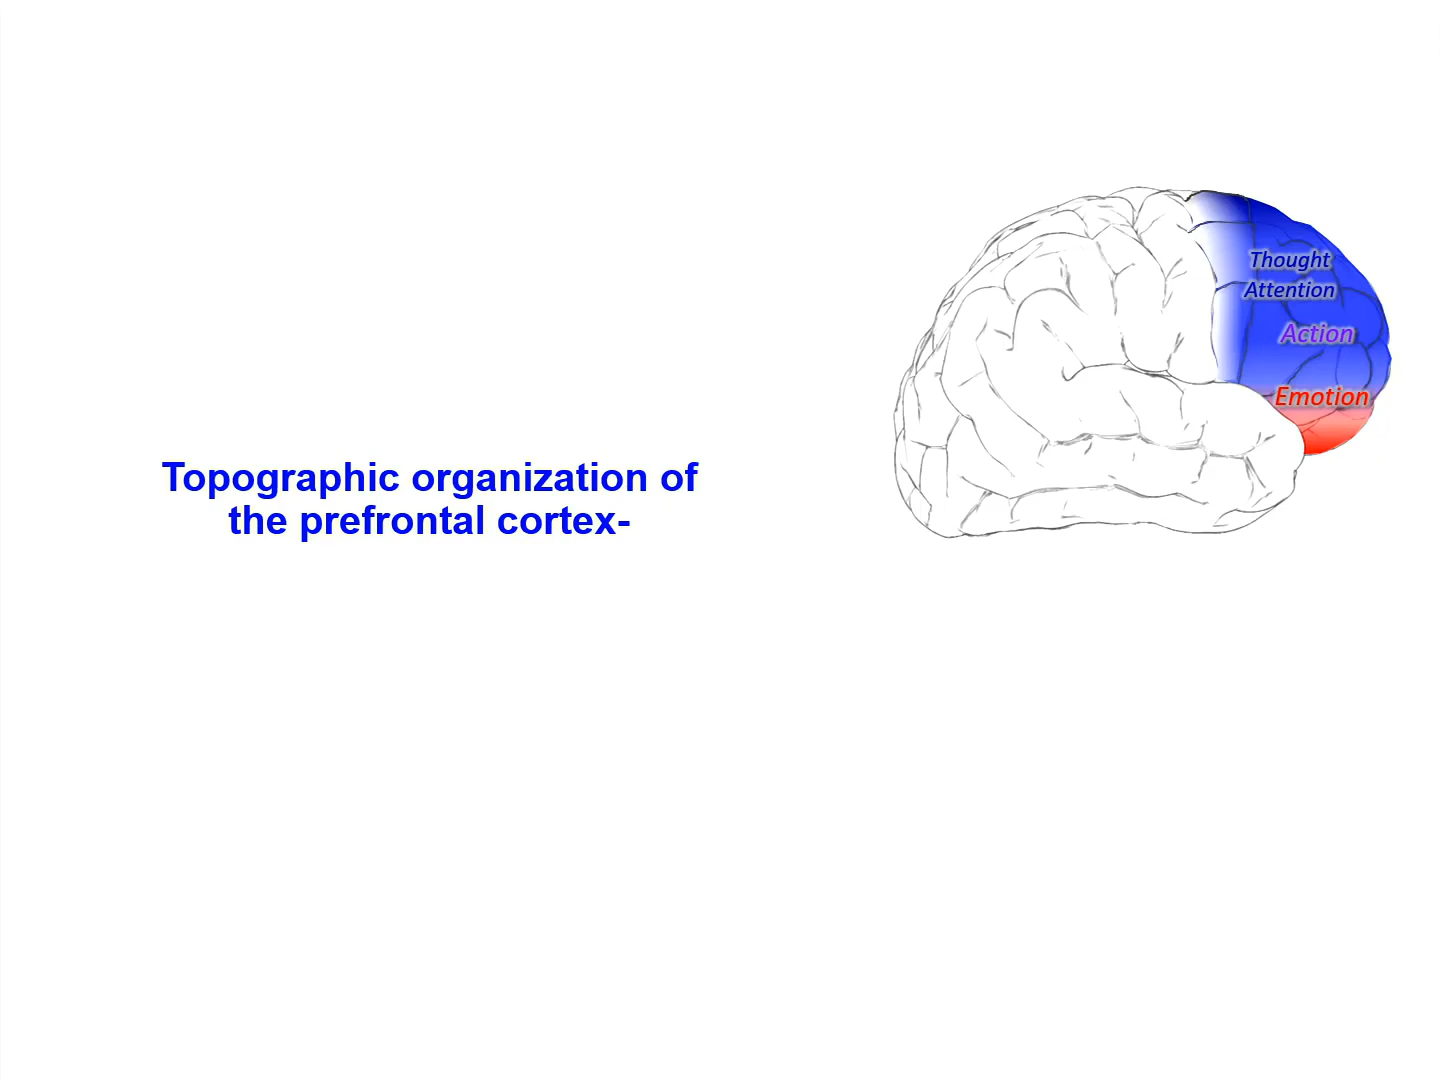 Thought
Attention
Action
Emotion
Topographic organization of
the prefrontal cortex-